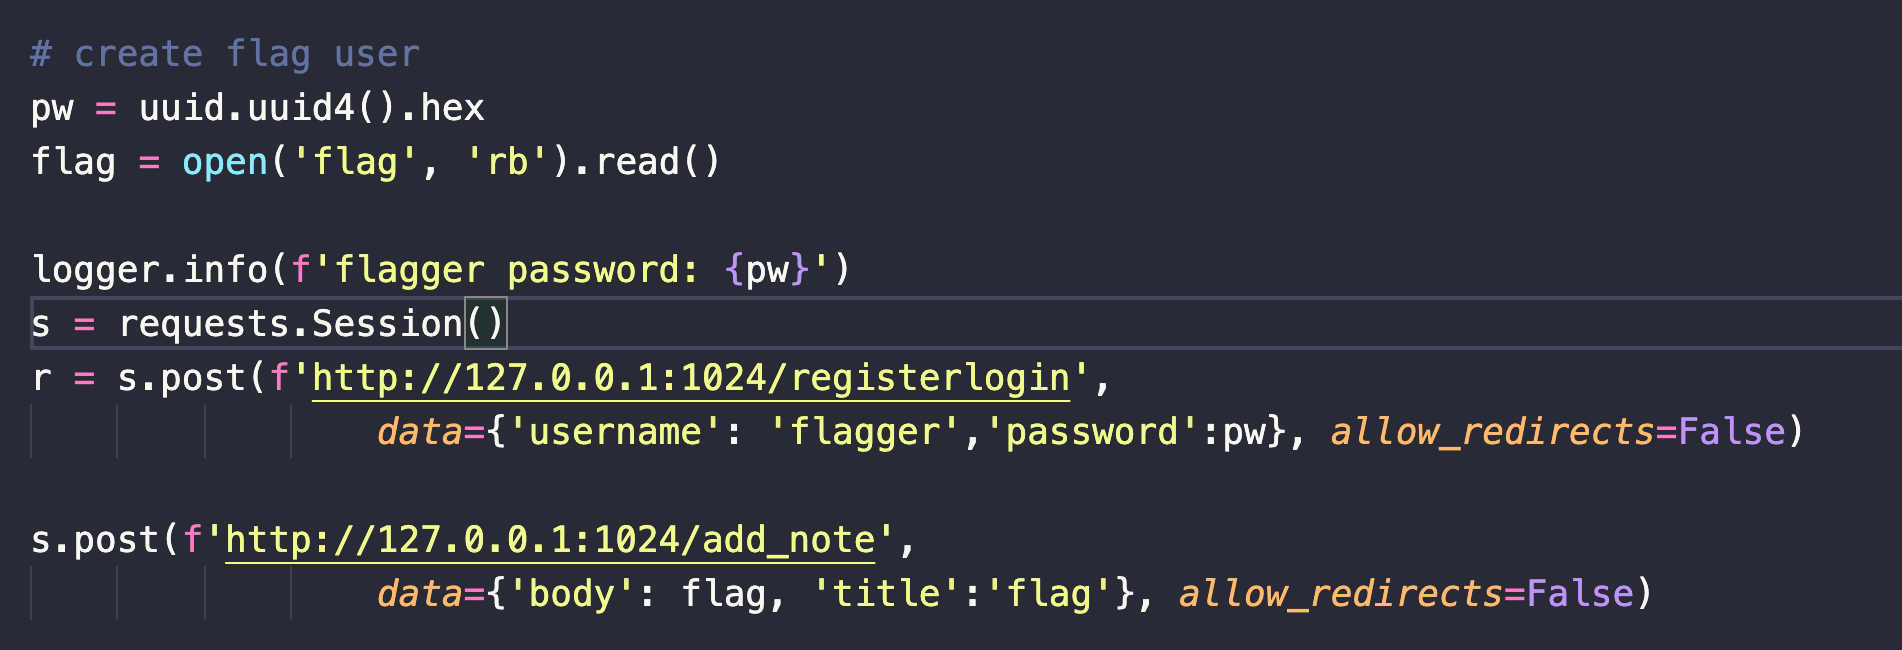 # create flag user
pw = uuid.uuid4().hex
flag = open('flag', 'rb').read()
logger.info(f'flagger password: {pw}')
s = requests.Session()
r = s.post(f'http://127.0.0.1:1024/registerlogin',
data={'username': 'flagger','password':pw}, allow_redirects=False)
s.post(f'http://127.0.0.1:1024/add_note',
data={'body': flag, 'title':'flag'}, allow_redirects=False)